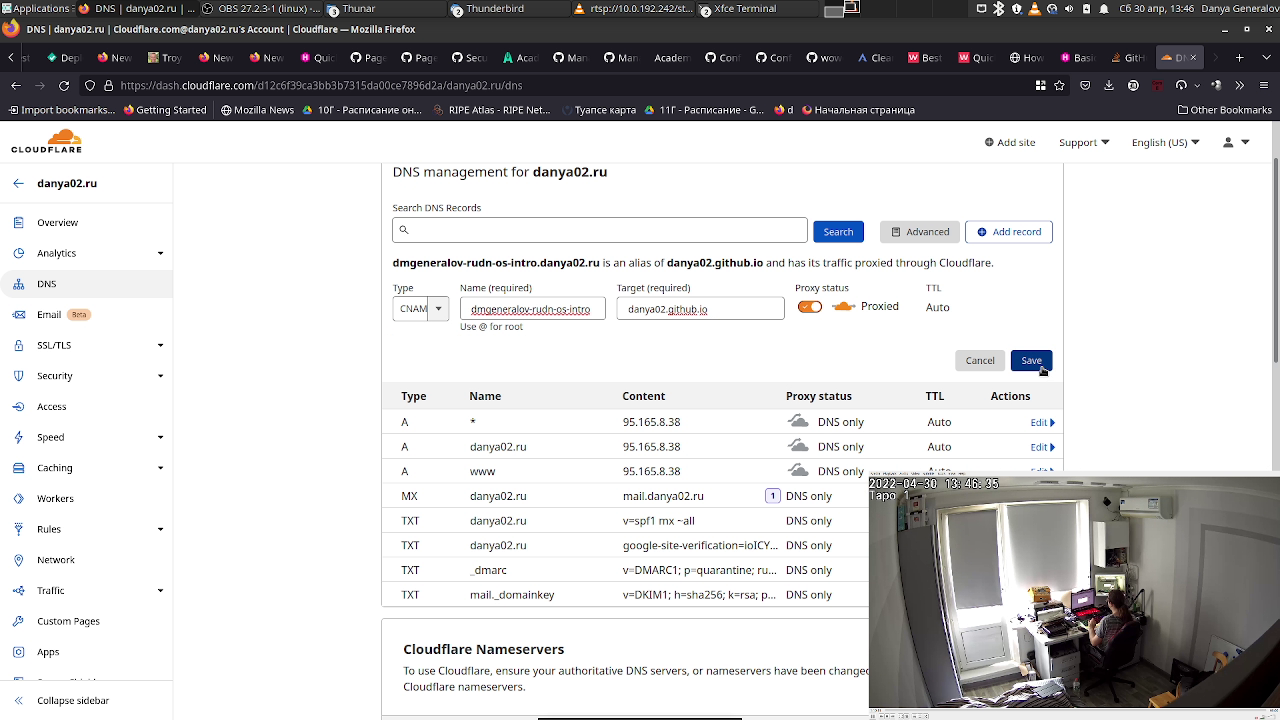 Applications
DNS | danya02.ru | ...
OBS 27.2.3-1 (linux) -...
Thunar
Thunderbird
rtsp://10.0.192.242/st...
Xfce Terminal
Сб 30 апр, 13:46
Danya Generalov
DNS | danya02.ru | Cloudflare.com@danya02.ru's Account | Cloudflare — Mozilla Firefox
Depl
New
Troy
New
New
Quic
Page
Page
Secu
Acad
Man
Man
Academ
Conf
Conf
wow
Clea
Best
Quic
How
Basic
GitH
DN
https://dash.cloudflare.com/d12c6f39ca3bb3b7315da00ce7896d2a/danya02.ru/dns
Import bookmarks...
Getting Started
Mozilla News
10Г - Расписание он...
RIPE Atlas - RIPE Net...
Туапсе карта
11Г - Расписание - G...
d
Начальная страница
Other Bookmarks
CLOUDFLARE
Add site
Support
English (US)
danya02.ru
Overview
Analytics
DNS
Email Beta
SSL/TLS
Security
Access
Speed
Caching
Workers
Rules
Network
Traffic
Custom Pages
Apps
Collapse sidebar
DNS management for danya02.ru
Search DNS Records
Search
Advanced
Add record
dmgeneralov-rudn-os-intro.danya02.ru is an alias of danya02.github.io and has its traffic proxied through Cloudflare.
Type Name (required) Target (required) Proxy status TTL
CNAM dmgeneralov-rudn-os-intro danya02.github.io Proxied Auto
Use @ for root
Cancel Save
Type Name Content Proxy status TTL Actions
A * 95.165.8.38 DNS only Auto Edit
A danya02.ru 95.165.8.38 DNS only Auto Edit
A www 95.165.8.38 DNS only Auto Edit
MX danya02.ru mail.danya02.ru 1 DNS only
TXT danya02.ru v=spf1 mx ~all DNS only
TXT danya02.ru google-site-verification=ioICY... DNS only
TXT _dmarc v=DMARC1; p=quarantine; ru... DNS only
TXT mail._domainkey v=DKIM1; h=sha256; k=rsa; p... DNS only
Cloudflare Nameservers
To use Cloudflare, ensure your authoritative DNS servers, or nameservers have been changed
Cloudflare nameservers.
2022-04-30 13:46:35
Tapo 1